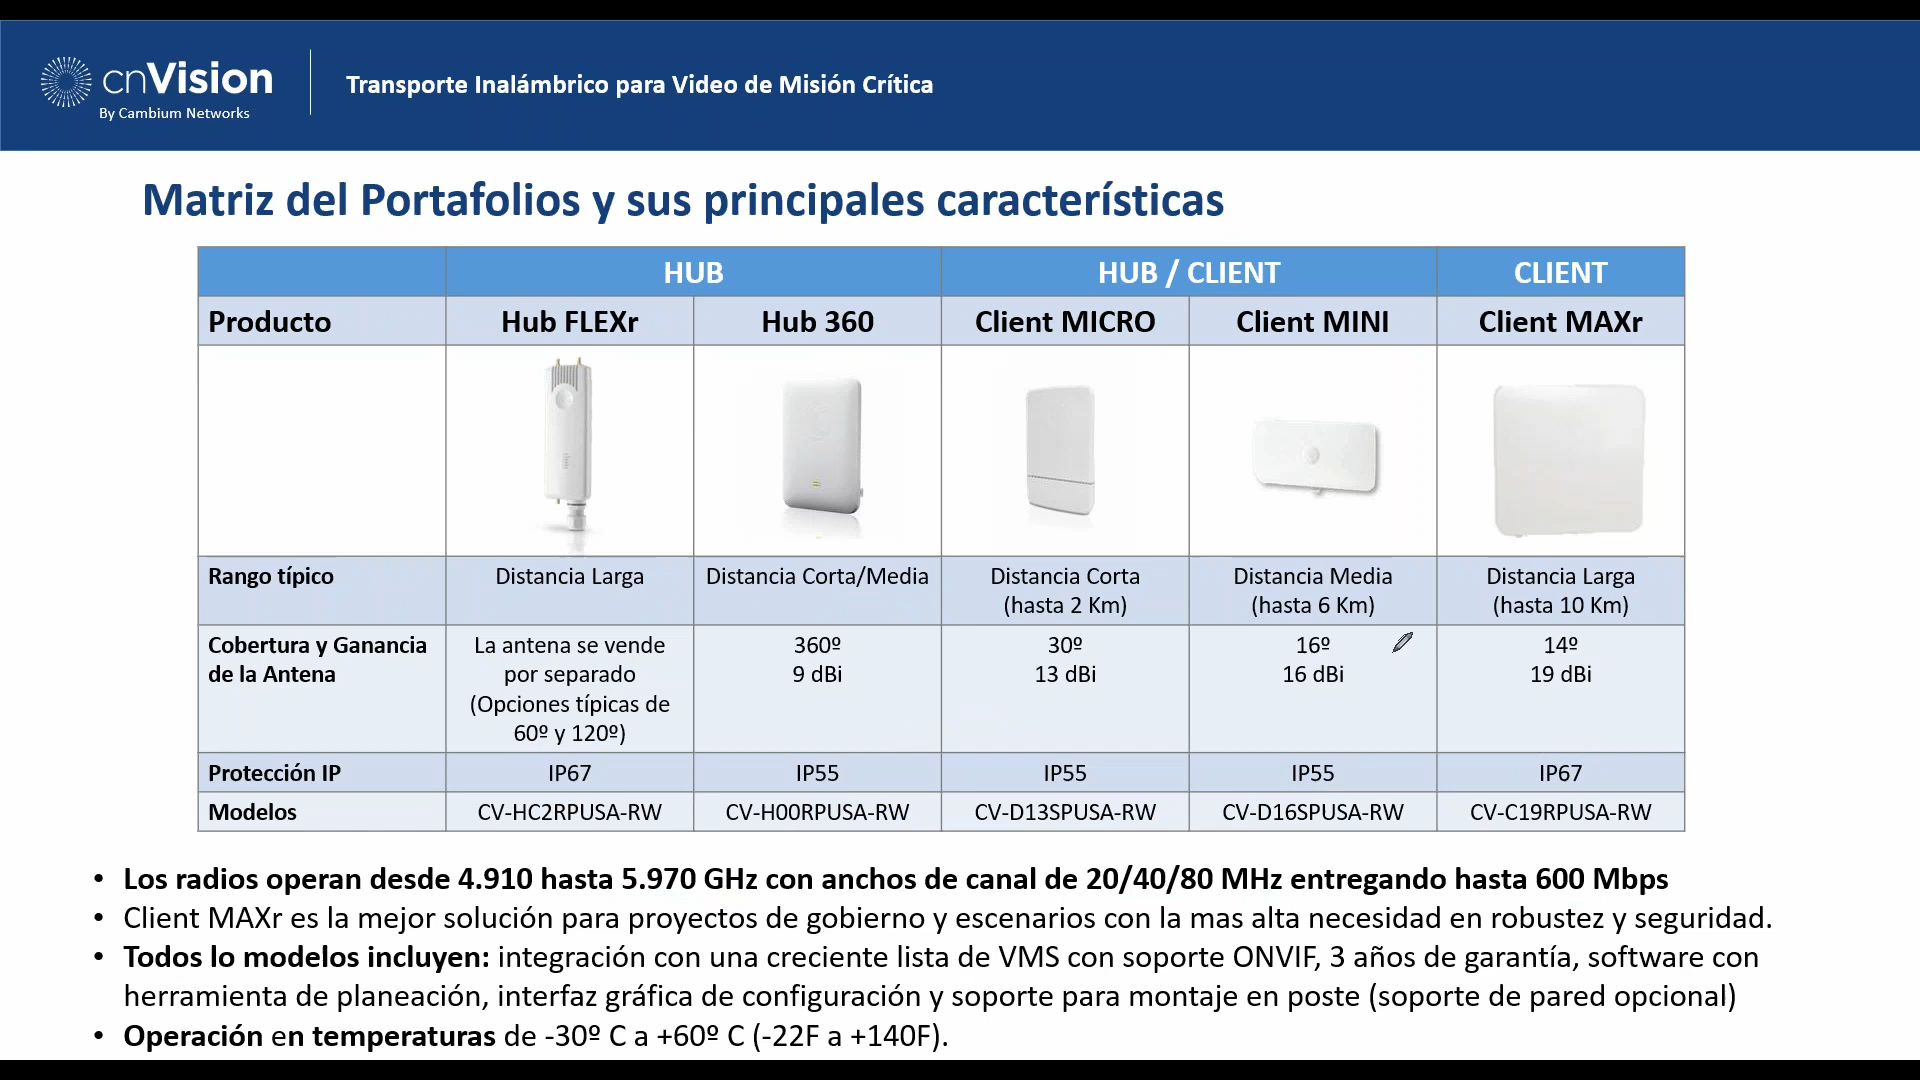 cnVision
By Cambium Networks
Transporte Inalámbrico para Video de Misión Crítica
Matriz del Portafolios y sus principales características
HUB HUB / CLIENT CLIENT
Producto Hub FLEXr Hub 360 Client MICRO Client MINI Client MAXr
Rango típico Distancia Larga Distancia Corta/Media Distancia Corta Distancia Media Distancia Larga
(hasta 2 Km) (hasta 6 Km) (hasta 10 Km)
Cobertura y Ganancia La antena se vende 360º 30º 16º 14º
de la Antena por separado 9 dBi 13 dBi 16 dBi 19 dBi
(Opciones típicas de
60º y 120º)
Protección IP IP67 IP55 IP55 IP55 IP67
Modelos CV-HC2RPUSA-RW CV-H00RPUSA-RW CV-D13SPUSA-RW CV-D16SPUSA-RW CV-C19RPUSA-RW
• Los radios operan desde 4.910 hasta 5.970 GHz con anchos de canal de 20/40/80 MHz entregando hasta 600 Mbps
• Client MAXr es la mejor solución para proyectos de gobierno y escenarios con la mas alta necesidad en robustez y seguridad.
• Todos lo modelos incluyen: integración con una creciente lista de VMS con soporte ONVIF, 3 años de garantía, software con
herramienta de planeación, interfaz gráfica de configuración y soporte para montaje en poste (soporte de pared opcional)
• Operación en temperaturas de -30º C a +60º C (-22F a +140F).